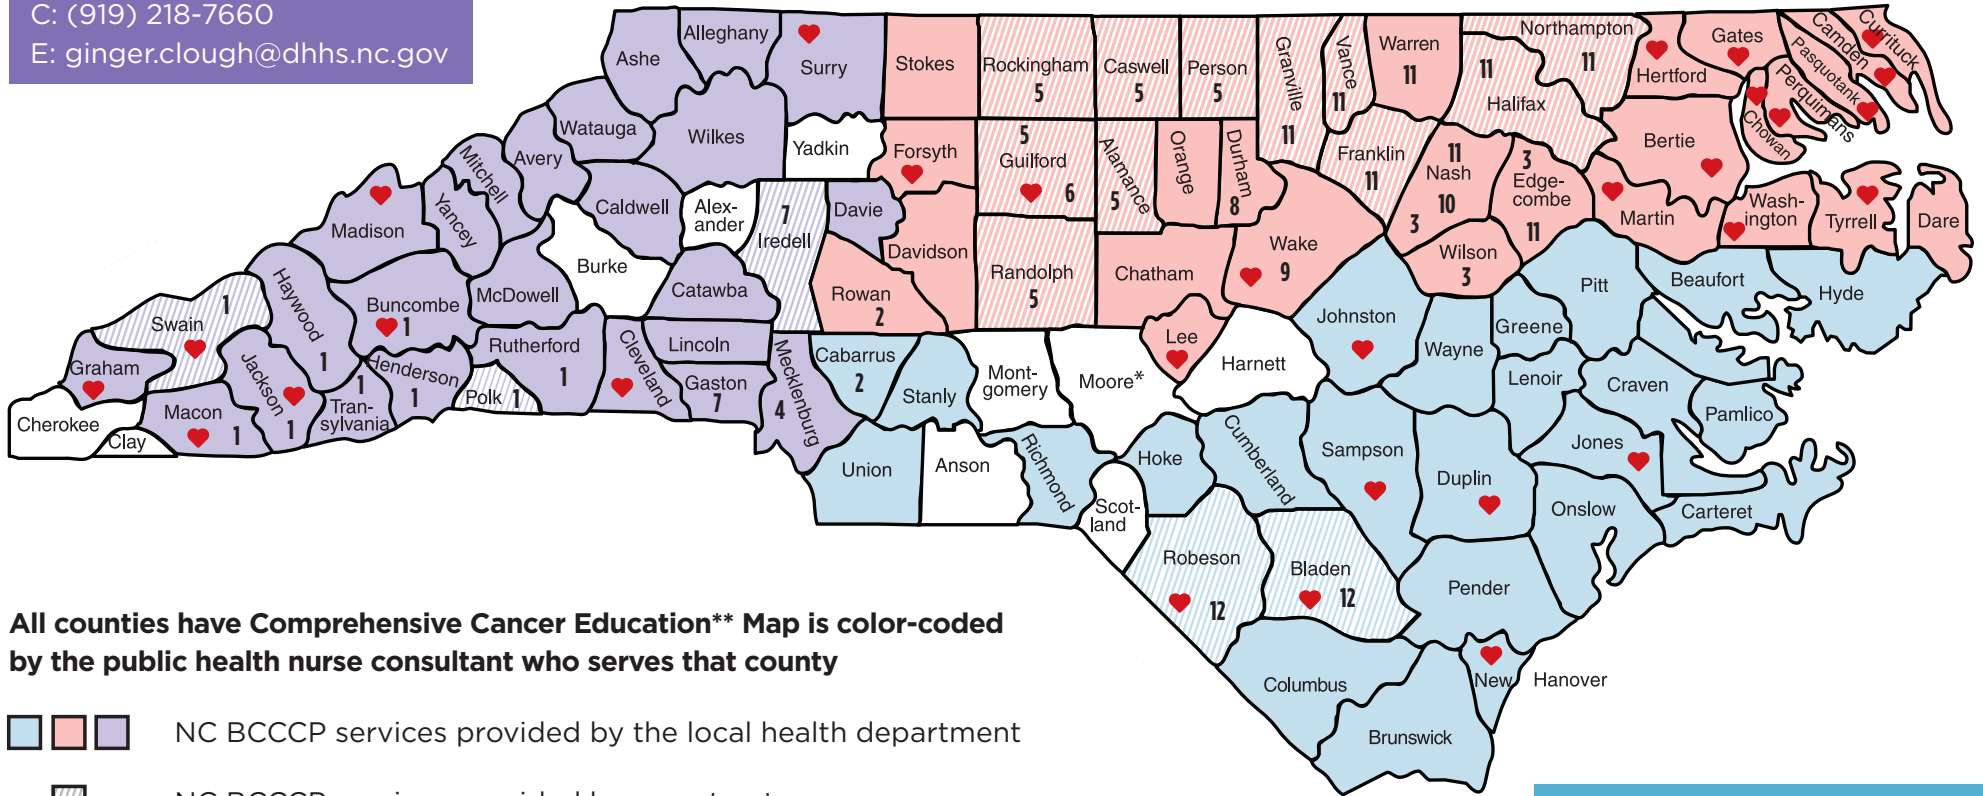 C: (919) 218-7660
E: ginger.clough@dhhs.nc.gov
Ashe
Alleghany
Surry
Stokes
Rockingham
5
Caswell
5
Person
5
Granville
11
Vance
11
Warren
11
Northampton
11
11
Halifax
Hertford
Gates
Camden
Currituck
Pasquotank
Perquimans
Chowan
Watauga
Wilkes
Yadkin
Forsyth
5
Guilford
6
Alamance
5
Orange
Durham
8
Franklin
11
11
Nash
10
3
3
Edge-
combe
11
Bertie
Martin
Wash-
ington
Tyrrell
Dare
Mitchell
Avery
Madison
Yancey
Caldwell
Alex-
ander
7
Iredell
Davie
Davidson
Burke
McDowell
Catawba
Rowan
2
Randolph
5
Chatham
Wake
9
Wilson
3
Pitt
Beaufort
Hyde
1
Swain
Haywood
1
Buncombe
1
Rutherford
1
Cleveland
Lincoln
Gaston
7
Mecklenburg
4
Cabarrus
2
Stanly
Mont-
gomery
Moore*
Lee
Harnett
Johnston
Wayne
Greene
Lenoir
Craven
Pamlico
Graham
Cherokee
Clay
Macon
1
Jackson
1
1
Tran-
sylvania
Henderson
1
Polk
1
Union
Anson
Richmond
Scot-
land
Hoke
Cumberland
Sampson
Duplin
Jones
Onslow
Carteret
Robeson
12
Bladen
12
Pender
Columbus
Brunswick
New Hanover
All counties have Comprehensive Cancer Education** Map is color-coded
by the public health nurse consultant who serves that county
NC BCCCP services provided by the local health department